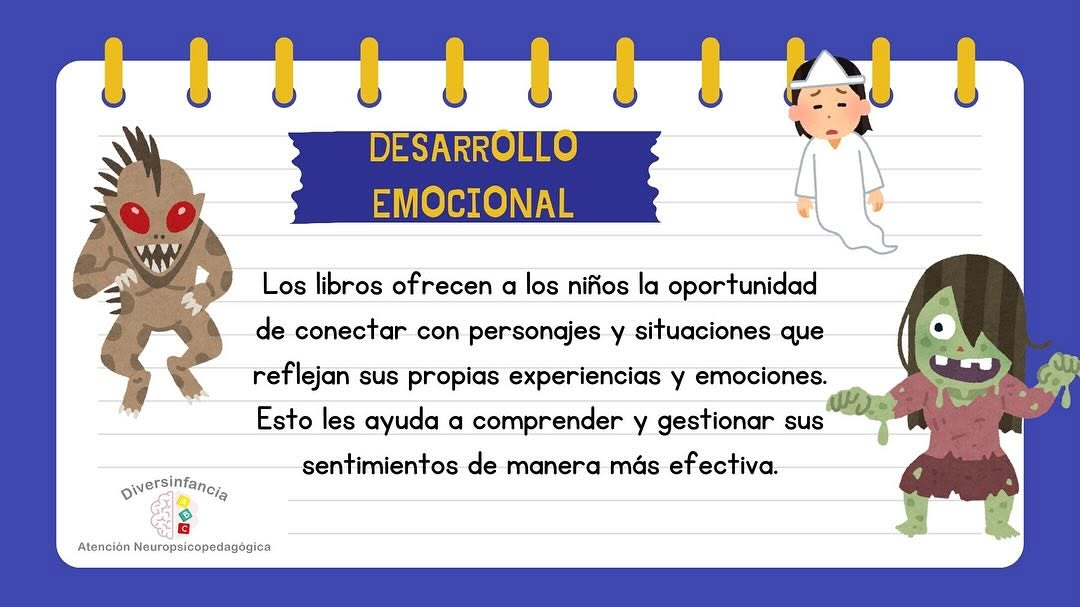 DESARROLLO
EMOCIONAL
Los libros ofrecen a los niños la oportunidad
de conectar con personajes y situaciones que
reflejan sus propias experiencias y emociones.
Esto les ayuda a comprender y gestionar sus
sentimientos de manera más efectiva.
Diversinfancia
A
B
C
Atención Neuropsicopedagógica